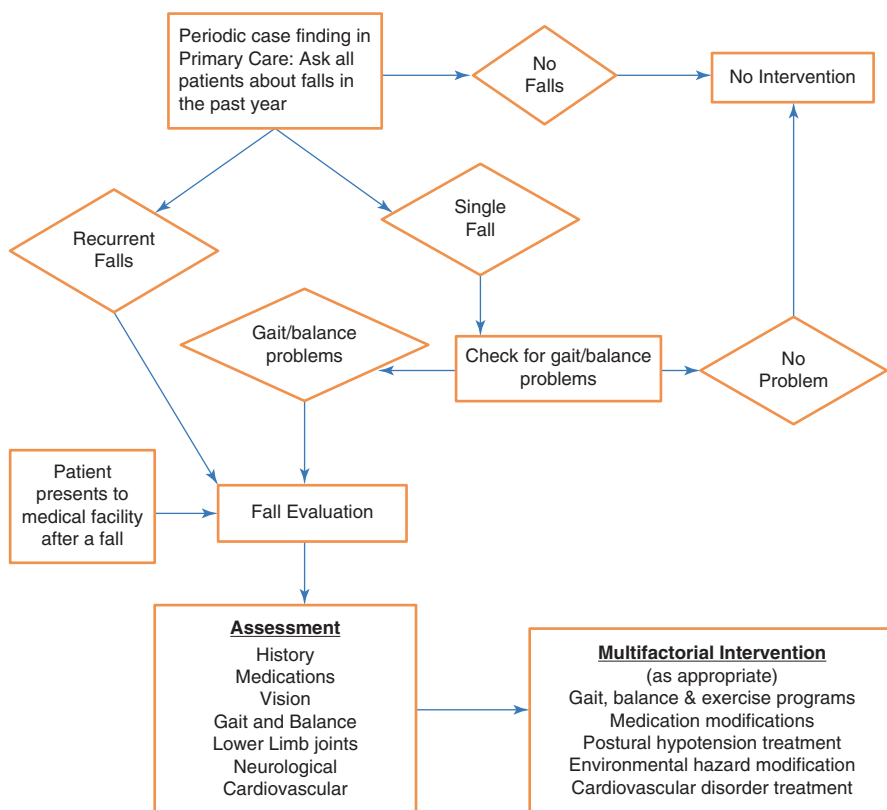 Periodic case finding in
Primary Care: Ask all
patients about falls in
the past year
No
Falls
No Intervention
Recurrent
Falls
Single
Fall
Gait/balance
problems
Check for gait/balance
problems
No
Problem
Patient
presents to
medical facility
after a fall
Fall Evaluation
Assessment
History
Medications
Vision
Gait and Balance
Lower Limb joints
Neurological
Cardiovascular
Multifactorial Intervention
(as appropriate)
Gait, balance & exercise programs
Medication modifications
Postural hypotension treatment
Environmental hazard modification
Cardiovascular disorder treatment